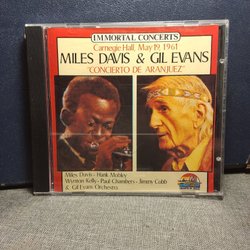 IMMORTAL CONCERTS
Carnegie Hall, May 19, 1961
MILES DAVIS & GIL EVANS
"CONCIERTO DE ARANJUEZ"
Miles Davis - Hank Mobley
Wynton Kelly - Paul Chambers - Jimmy Cobb
& Gil Evans Orchestra